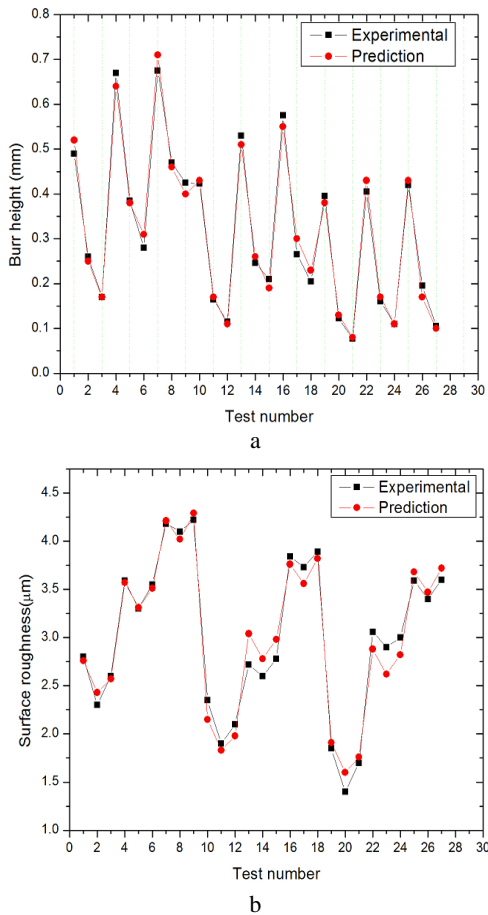 0.8
0.7
0.6
0.5
0.4
0.3
0.2
0.1
0.0
Burr height (mm)
Experimental
Prediction
0 2 4 6 8 10 12 14 16 18 20 22 24 26 28 30
Test number
a
4.5
4.0
3.5
3.0
2.5
2.0
1.5
1.0
Surface roughness(μm)
Experimental
Prediction
0 2 4 6 8 10 12 14 16 18 20 22 24 26 28 30
Test number
b